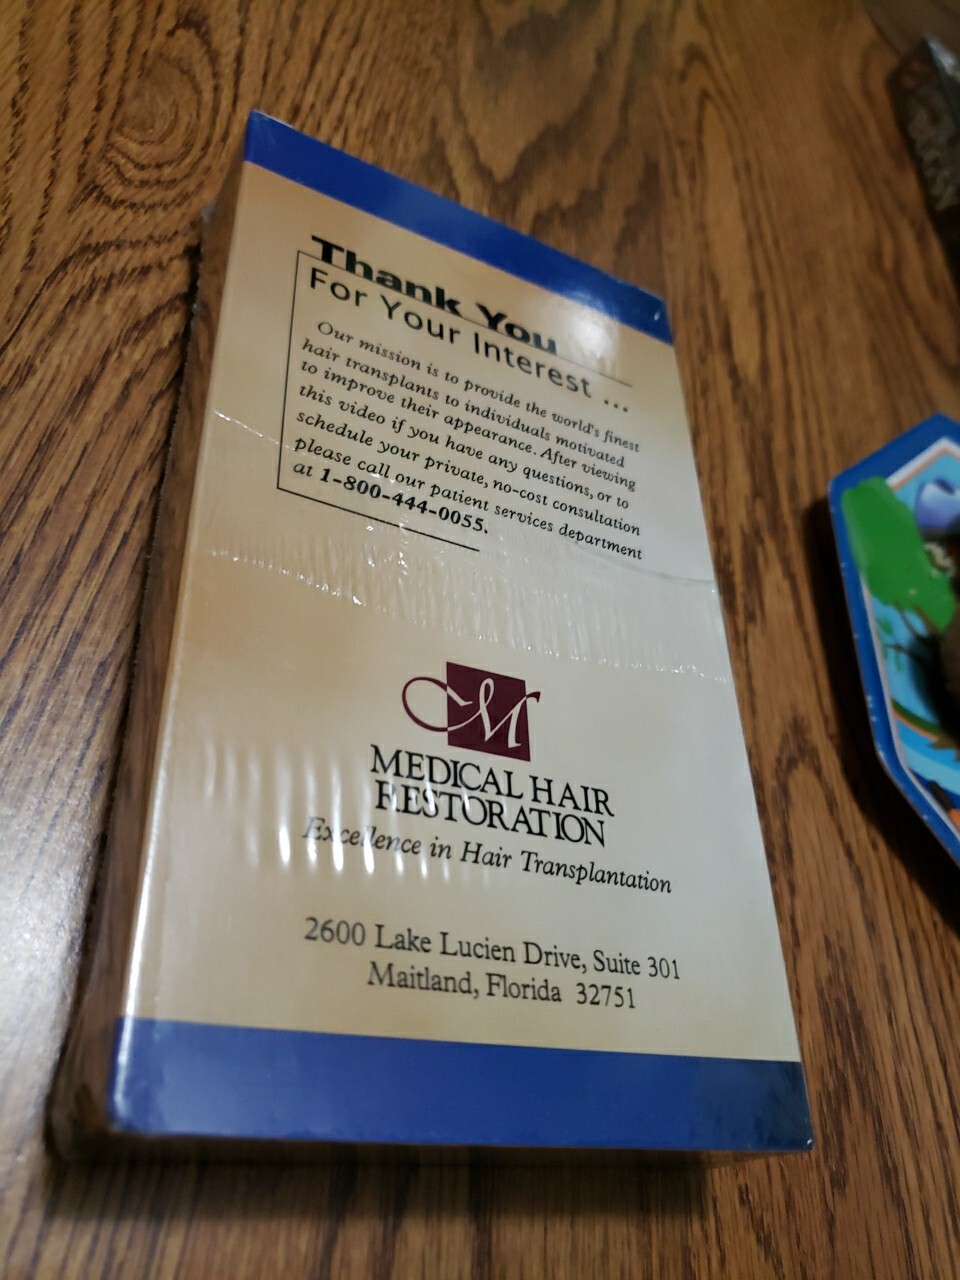 Thank You
For Your Interest ...
Our mission is to provide the world's finest
hair transplants to individuals motivated
to improve their appearance. After viewing
this video if you have any questions, or to
schedule your private, no-cost consultation
please call our patient services department
at 1-800-444-0055.
M
MEDICAL HAIR
RESTORATION
Excellence in Hair Transplantation
2600 Lake Lucien Drive, Suite 301
Maitland, Florida 32751